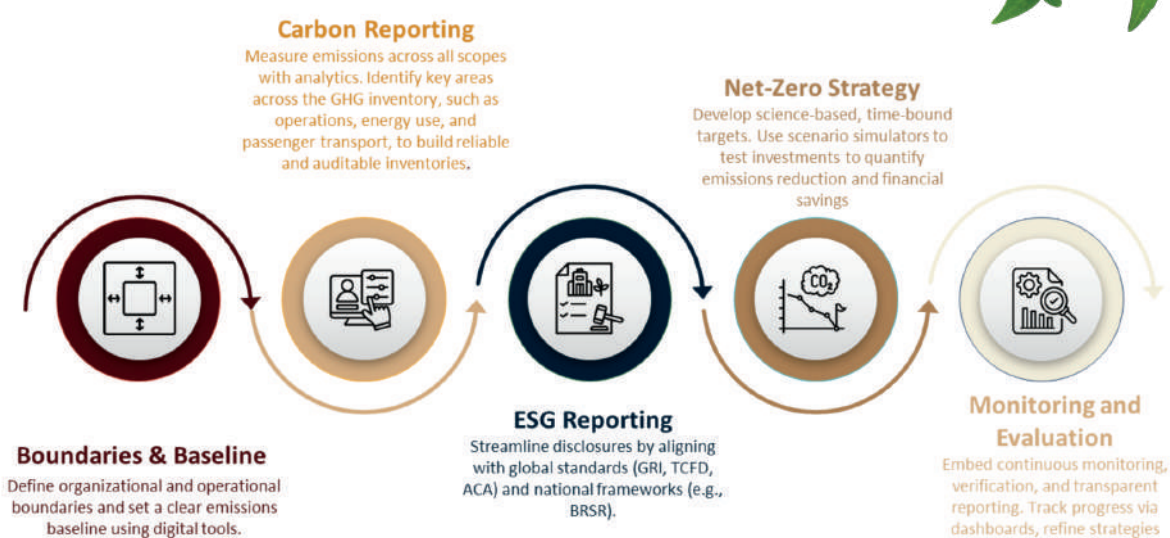 Carbon Reporting
Measure emissions across all scopes
with analytics. Identify key areas
across the GHG inventory, such as
operations, energy use, and
passenger transport, to build reliable
and auditable inventories.
Net-Zero Strategy
Develop science-based, time-bound
targets. Use scenario simulators to
test investments to quantify
emissions reduction and financial
savings
CO₂
Boundaries & Baseline
Define organizational and operational
boundaries and set a clear emissions
baseline using digital tools.
ESG Reporting
Streamline disclosures by aligning
with global standards (GRI, TCFD,
ACA) and national frameworks (e.g.,
BRSR).
Monitoring and
Evaluation
Embed continuous monitoring,
verification, and transparent
reporting. Track progress via
dashboards, refine strategies